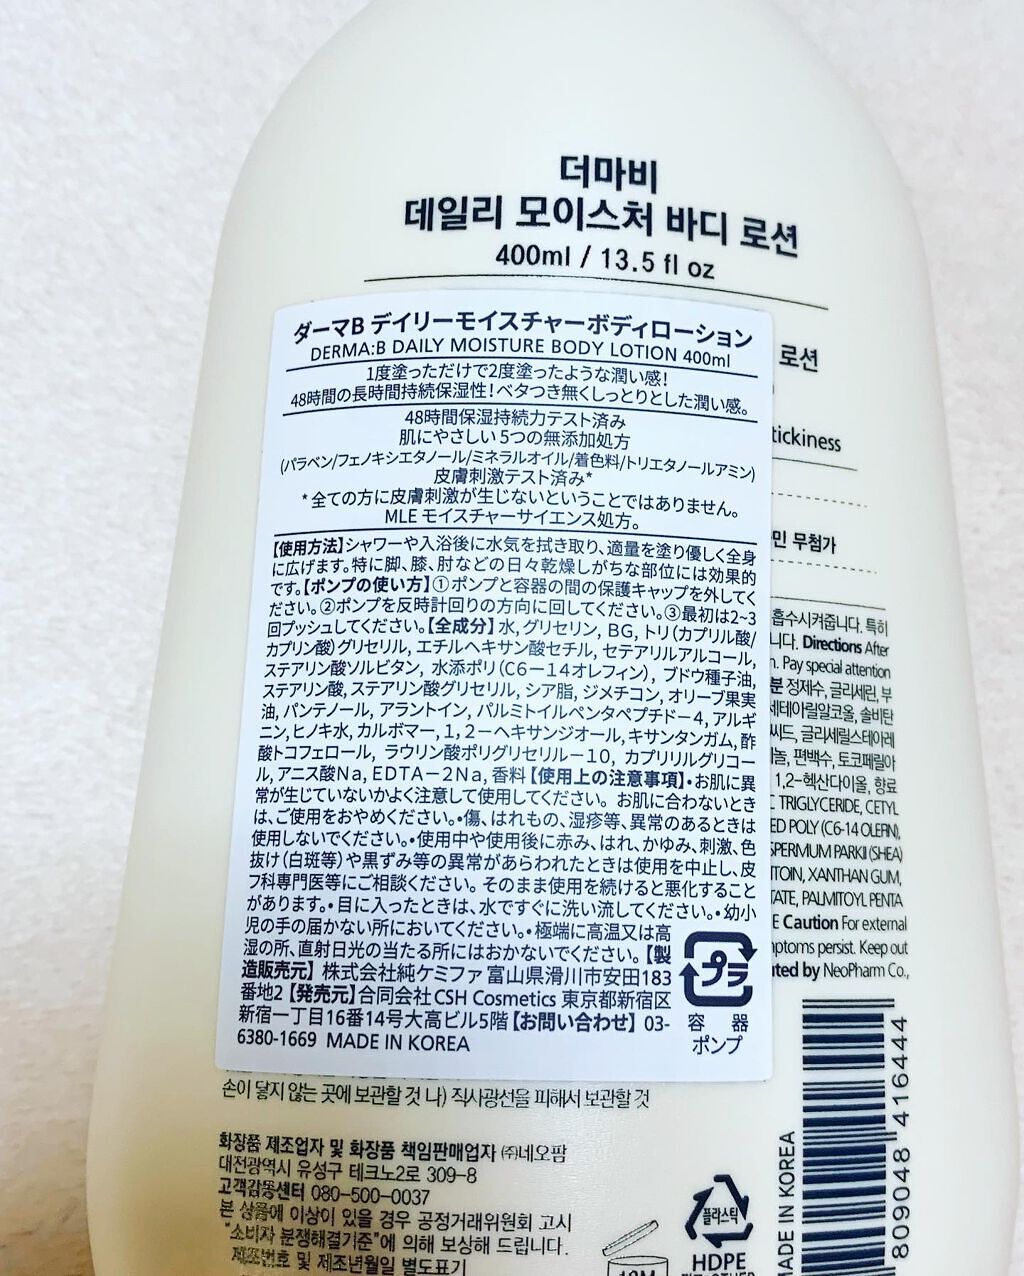 더마비
데일리 모이스처 바디 로션
400ml / 13.5 fl oz
ダーマB デイリーモイスチャーボディローション
DERMA:B DAILY MOISTURE BODY LOTION 400ml
1度塗っただけで2度塗ったような潤い感!
48時間の長時間持続保湿性!ベタつき無くしっとりとした潤い感。
48時間保湿持続力テスト済み
肌にやさしい5つの無添加処方
(パラベン/フェノキシエタノール/ミネラルオイル/着色料/トリエタノールアミン)
皮膚刺激テスト済み*
*全ての方に皮膚刺激が生じないということではありません。
MLE モイスチャーサイエンス処方。
【使用方法】シャワーや入浴後に水気を拭き取り、適量を塗り優しく全身
に広げます。特に脚、膝、肘などの日々乾燥しがちな部位には効果的
です。【ポンプの使い方】①ポンプと容器の間の保護キャップを外してく
ださい。②ポンプを反時計回りの方向に回してください。③最初は2~3
回プッシュしてください。【全成分】水, グリセリン, BG, トリ(カプリル酸/
カプリン酸)グリセリル, エチルヘキサン酸セチル, セテアリルアルコール,
ステアリン酸ソルビタン, 水添ポリ(C6ー14オレフィン), ブドウ種子油,
ステアリン酸, ステアリン酸グリセリル, シア脂, ジメチコン, オリーブ果実
油, パンテノール, アラントイン, パルミトイルペンタペプチドー4, アルギ
ニン, ヒノキ水, カルボマー, 1, 2ーヘキサンジオール, キサンタンガム, 酢
酸トコフェロール, ラウリン酸ポリグリセリルー10, カプリリルグリコー
ル, アニス酸Na, EDTAー2Na, 香料【使用上の注意事項】・お肌に異
常が生じていないかよく注意して使用してください。お肌に合わないとき
は、ご使用をおやめください。・傷、はれもの、湿疹等、異常のあるときは
使用しないでください。・使用中や使用後に赤み、はれ、かゆみ、刺激、色
抜け(白斑等)や黒ずみ等の異常があらわれたときは使用を中止し、皮
フ科専門医等にご相談ください。そのまま使用を続けると悪化すること
があります。・目に入ったときは、水ですぐに洗い流してください。・幼小
児の手の届かない所においてください。・極端に高温又は高
湿の所、直射日光の当たる所にはおかないでください。【製
造販売元】株式会社純ケミファ 富山県滑川市安田183
番地2【発売元】合同会社CSH Cosmetics 東京都新宿区
新宿一丁目16番14号大高ビル5階【お問い合わせ】03-
6380-1669 MADE IN KOREA
プラ
容器
ポンプ
로션
tickiness
민 무첨가
흡수시켜줍니다. 특히
니다. Directions After
n. Pay special attention
분 정제수, 글리세린, 부
세테아릴알코올, 솔비탄
씨드, 글리세릴스테아레
놀, 편백수, 토코페릴아
1,2-헥산다이올, 향료
C TRIGLYCERIDE, CETYL
ED POLY (C6-14 OLEFIN),
SPERMUM PARKII (SHEA)
TOIN, XANTHAN GUM,
TATE, PALMITOYL PENTA
E Caution For external
mptoms persist. Keep out
uted by NeoPharm Co.,
손이 닿지 않는 곳에 보관할 것 나) 직사광선을 피해서 보관할 것
화장품 제조업자 및 화장품 책임판매업자 ㈜네오팜
대전광역시 유성구 테크노2로 309-8
고객감동센터 080-500-0037
본 상품에 이상이 있을 경우 공정거래위원회 고시
"소비자 분쟁해결기준"에 의해 보상해 드립니다.
제조번호 및 제조년월일 별도표기
12M
플라스틱
HDPE
MADE IN KOREA
809048 416444